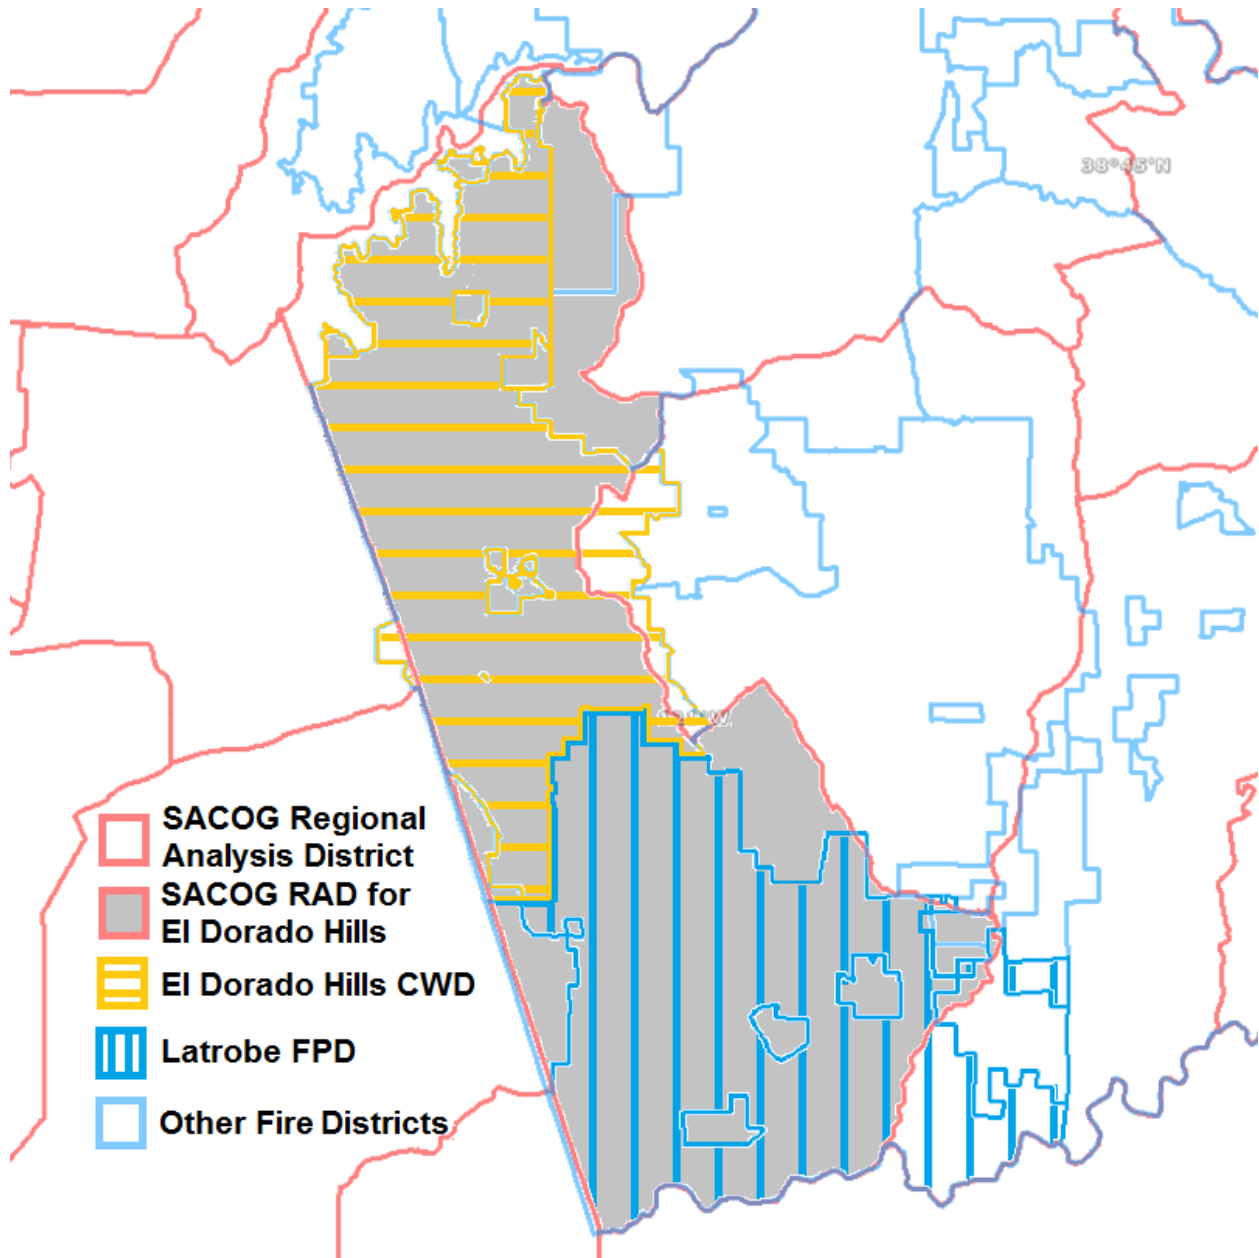 38°45'N
121°W
SACOG Regional
Analysis District
SACOG RAD for
El Dorado Hills
El Dorado Hills CWD
Latrobe FPD
Other Fire Districts